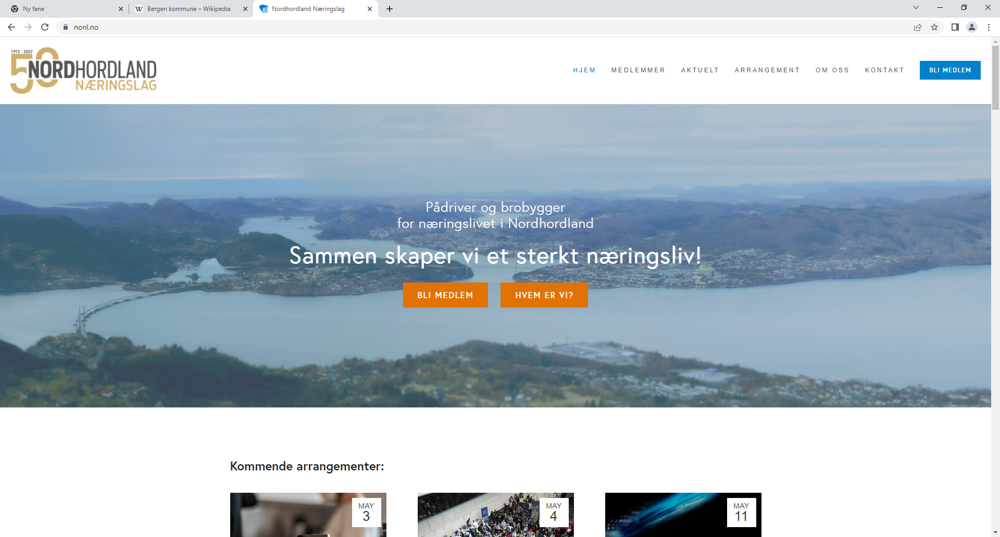 Ny fane
Bergen kommune – Wikipedia
Nordhordland Næringslag
nonl.no
1972 - 2022
50
NORDHORDLAND
NÆRINGSLAG
HJEM
MEDLEMMER
AKTUELT
ARRANGEMENT
OM OSS
KONTAKT
BLI MEDLEM
Pådriver og brobygger
for næringslivet i Nordhordland
Sammen skaper vi et sterkt næringsliv!
BLI MEDLEM
HVEM ER VI?
Kommende arrangementer:
MAY
3
MAY
4
MAY
11